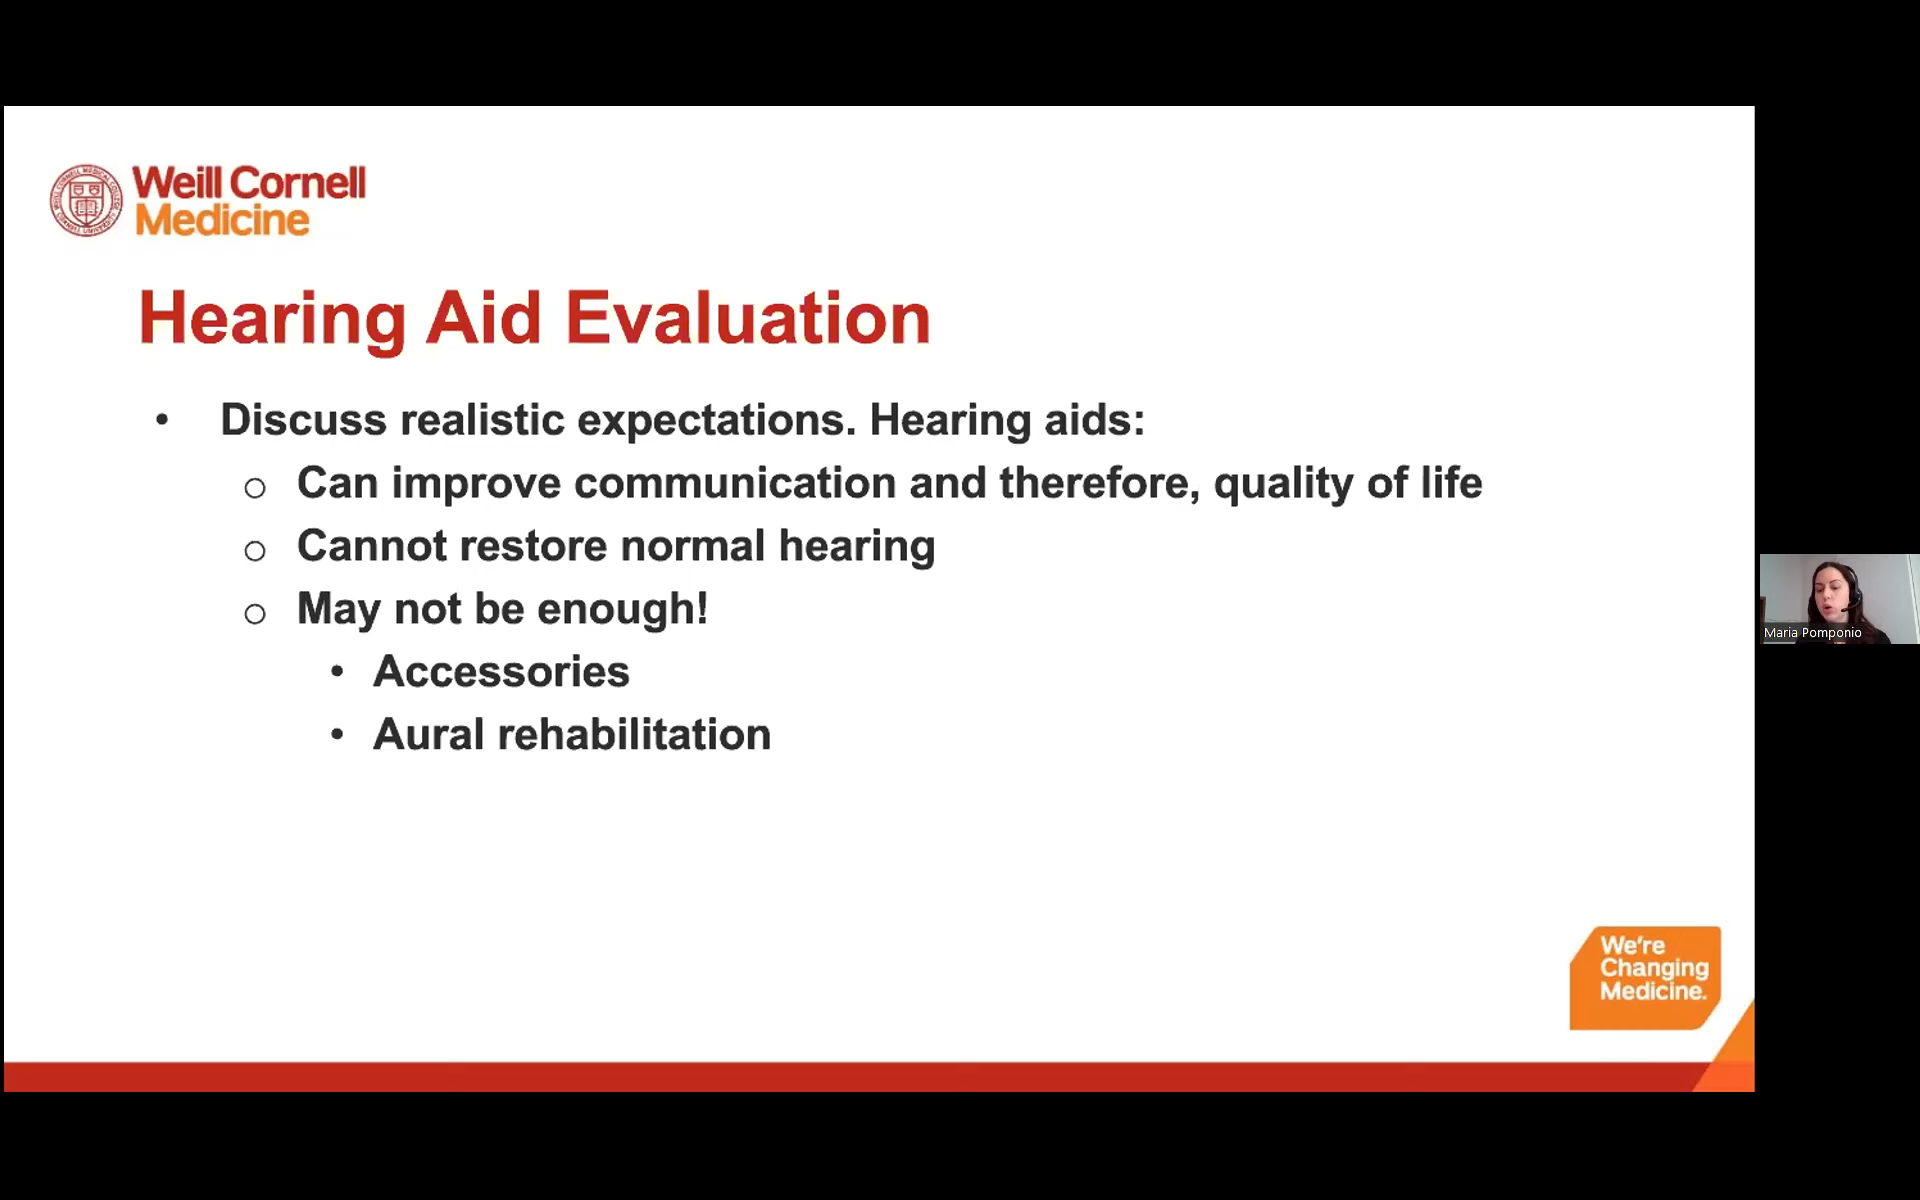 Weill Cornell
Medicine
Hearing Aid Evaluation
• Discuss realistic expectations. Hearing aids:
o Can improve communication and therefore, quality of life
o Cannot restore normal hearing
o May not be enough!
• Accessories
• Aural rehabilitation
Maria Pomponio
We're
Changing
Medicine.